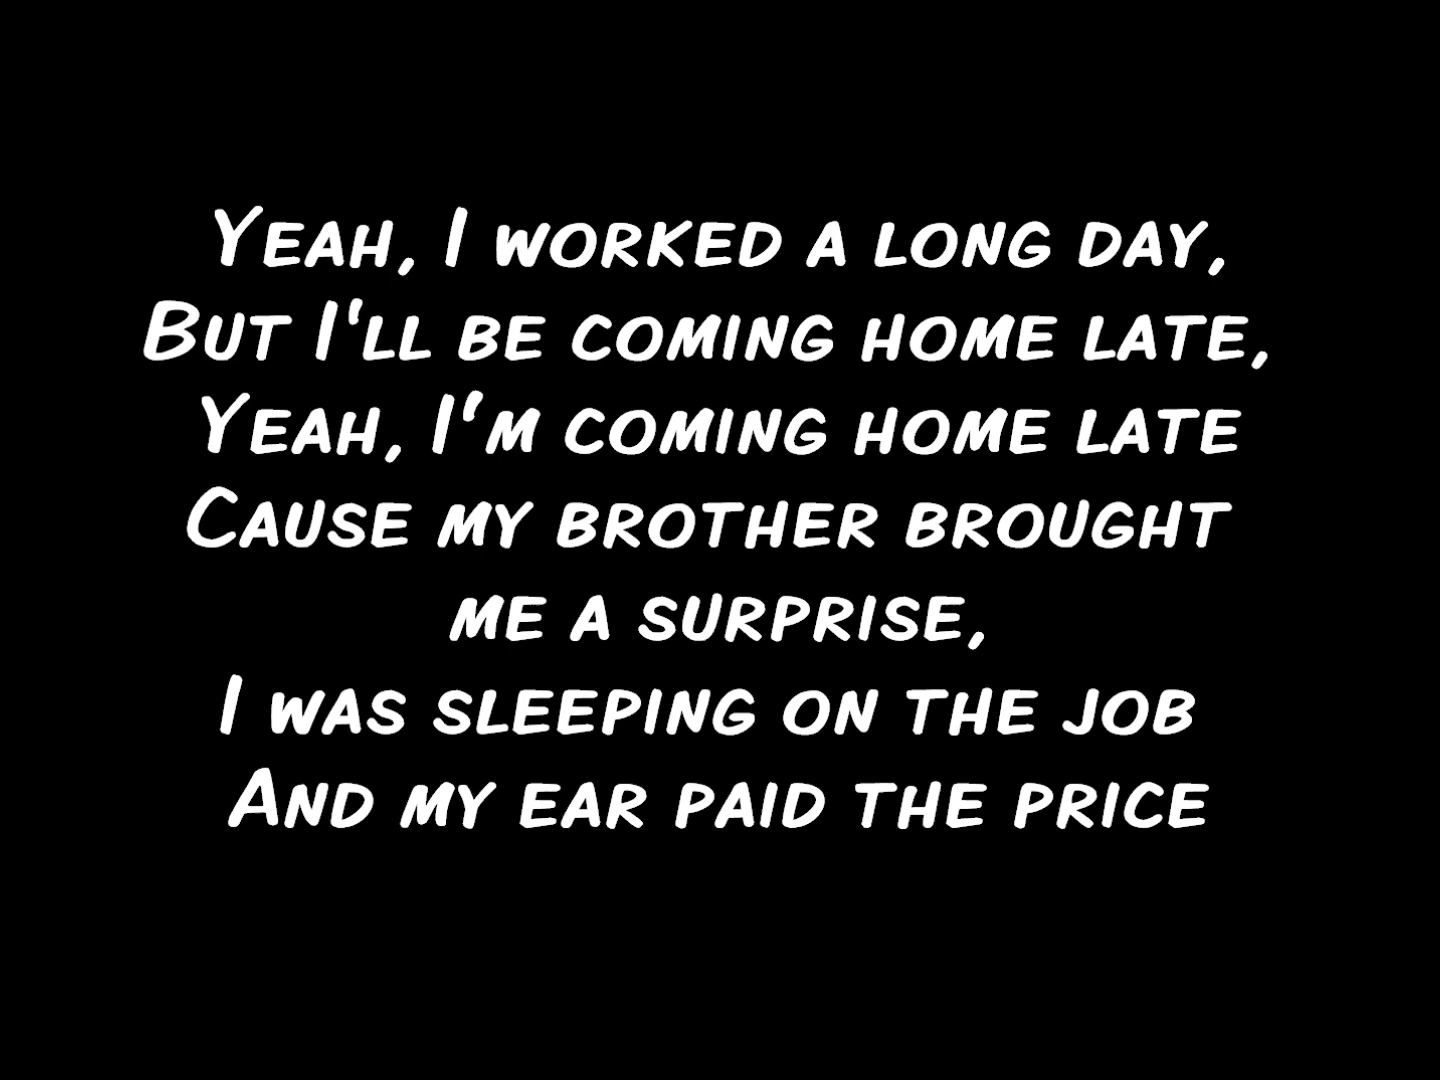 Yeah, I worked a long day,
But I'll be coming home late,
Yeah, I'm coming home late
Cause my brother brought
me a surprise,
I was sleeping on the job
And my ear paid the price